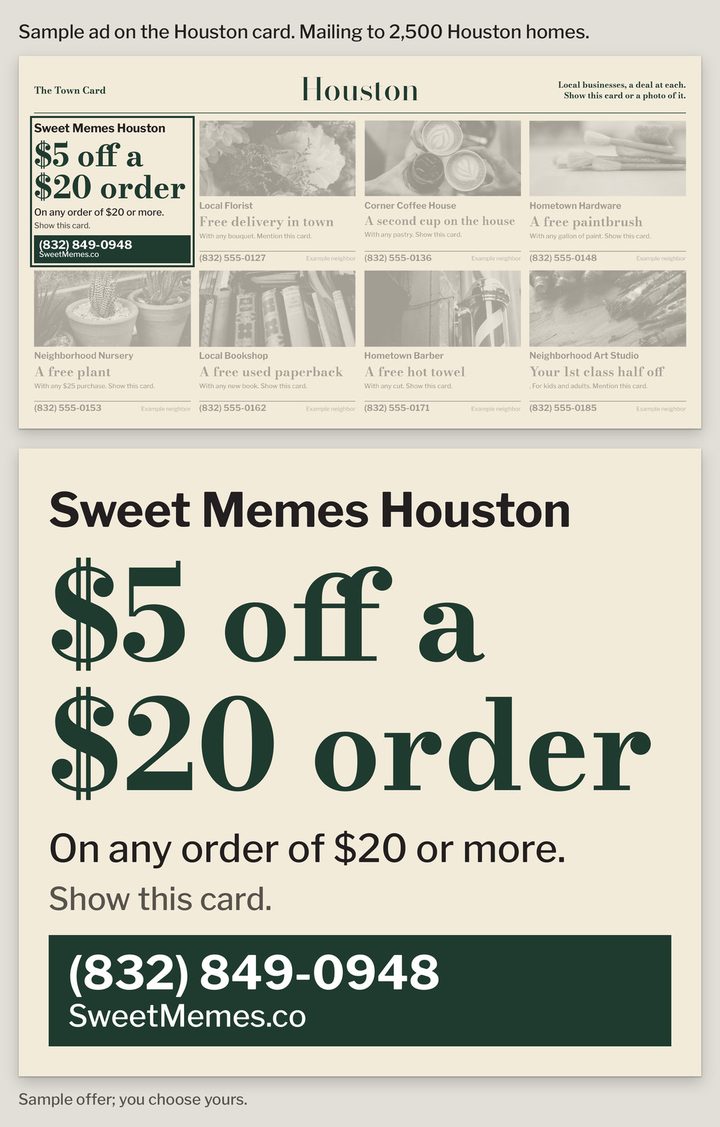 Sample ad on the Houston card. Mailing to 2,500 Houston homes.
The Town Card
Houston
Local businesses, a deal at each.
Show this card or a photo of it.
Sweet Memes Houston
$5 off a
$20 order
On any order of $20 or more.
Show this card.
(832) 849-0948
SweetMemes.co
Local Florist
Free delivery in town
With any bouquet. Mention this card.
(832) 555-0127
Example neighbor
Corner Coffee House
A second cup on the house
With any pastry. Show this card.
(832) 555-0136
Example neighbor
Hometown Hardware
A free paintbrush
With any gallon of paint. Show this card.
(832) 555-0148
Example neighbor
Neighborhood Nursery
A free plant
With any $25 purchase. Show this card.
(832) 555-0153
Example neighbor
Local Bookshop
A free used paperback
With any new book. Show this card.
(832) 555-0162
Example neighbor
Hometown Barber
A free hot towel
With any cut. Show this card.
(832) 555-0171
Example neighbor
Neighborhood Art Studio
Your 1st class half off
For kids and adults. Mention this card.
(832) 555-0185
Example neighbor
Sweet Memes Houston
$5 off a
$20 order
On any order of $20 or more.
Show this card.
(832) 849-0948
SweetMemes.co
Sample offer; you choose yours.